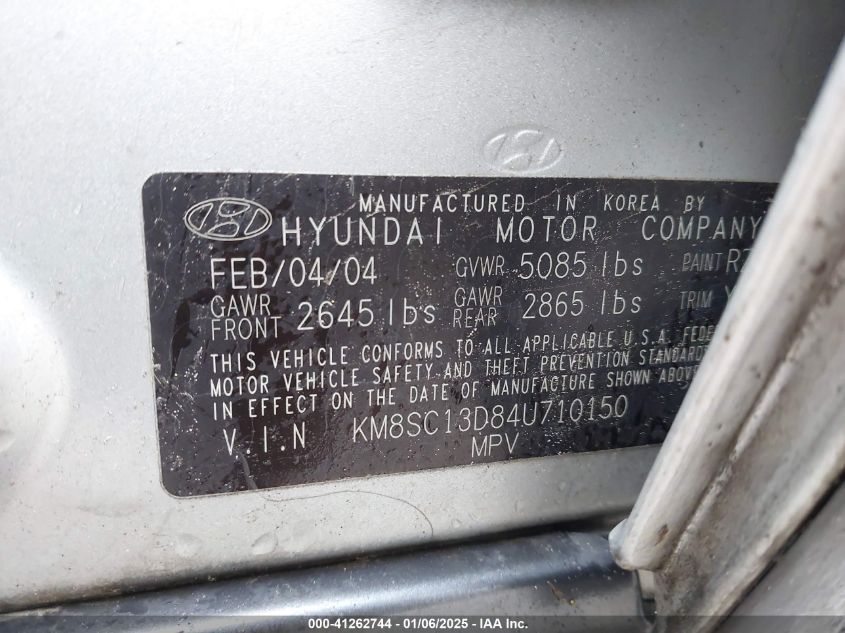 MANUFACTURED IN KOREA BY
HYUNDAI MOTOR COMPANY
FEB/04/04 GVWR 5085 lbs PAINT
GAWR FRONT 2645 lbs GAWR REAR 2865 lbs TRIM
THIS VEHICLE CONFORMS TO ALL APPLICABLE U.S.A.
MOTOR VEHICLE SAFETY AND THEFT PREVENTION STANDARDS
IN EFFECT ON THE DATE OF MANUFACTURE SHOWN ABOVE
V.I.N KM8SC13D84U710150
MPV
000-41262744 - 01/06/2025 - IAA Inc.